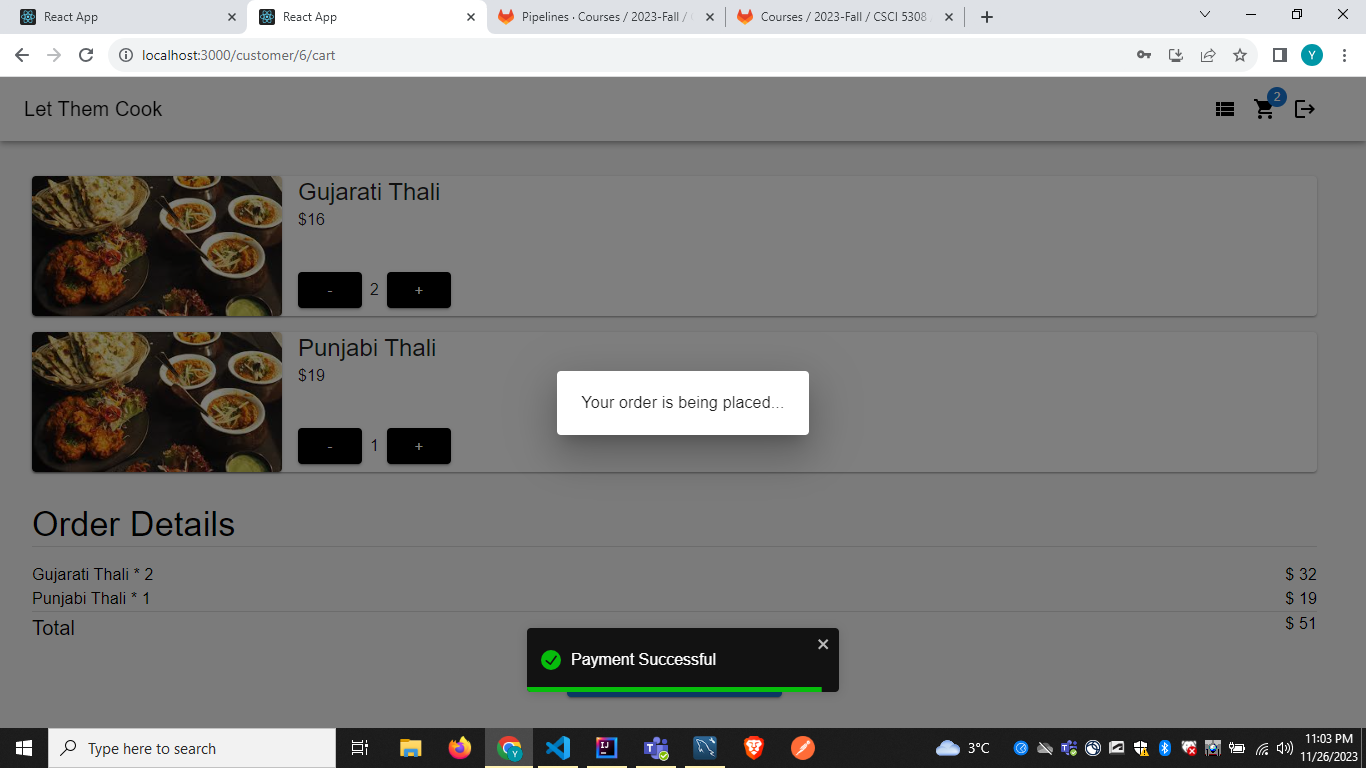 React App
React App
Pipelines · Courses / 2023-Fall /
Courses / 2023-Fall / CSCI 5308
localhost:3000/customer/6/cart
Y
Let Them Cook
2
Gujarati Thali
$16
- 2 +
Punjabi Thali
$19
- 1 +
Your order is being placed...
Order Details
Gujarati Thali * 2 $ 32
Punjabi Thali * 1 $ 19
Total $ 51
Payment Successful
Type here to search
3°C
11:03 PM
11/26/2023